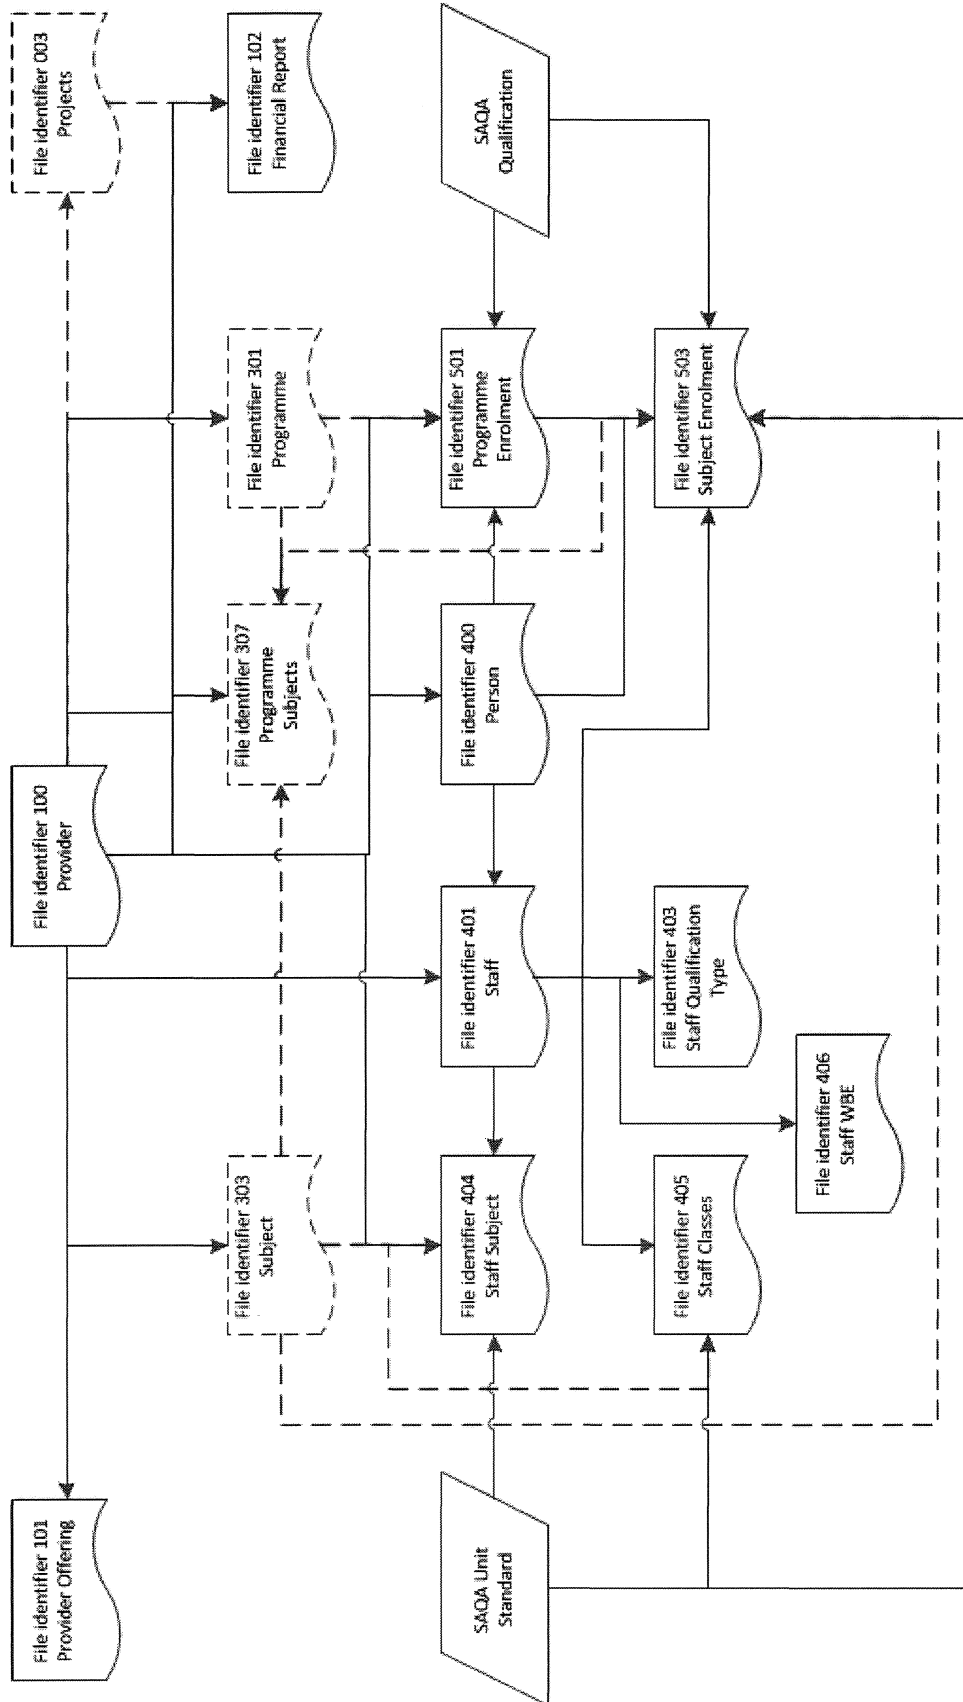 File identifier 101
Provider Offering
File identifier 100
Provider
File identifier 003
Projects
File identifier 303
Subject
File identifier 307
Programme
Subjects
File identifier 301
Programme
File identifier 102
Financial Report
SAQA Unit
Standard
File identifier 404
Staff Subject
File identifier 401
Staff
File identifier 400
Person
File identifier 501
Programme
Enrolment
SAQA
Qualification
File identifier 405
Staff Classes
File identifier 403
Staff Qualification
Type
File identifier 503
Subject Enrolment
File identifier 406
Staff WBE